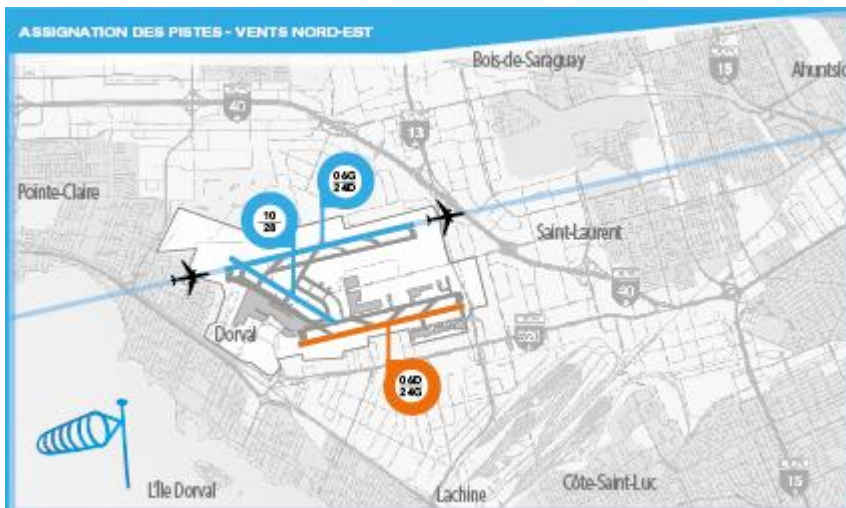 ASSIGNATION DES PISTES - VENTS NORD-EST
Bois-de-Saraguay
15
Ahuntsic
40
13
Pointe-Claire
06G
24D
10
28
Saint-Laurent
40
Dorval
520
06D
24G
L'Île Dorval
Lachine
Côte-Saint-Luc
15